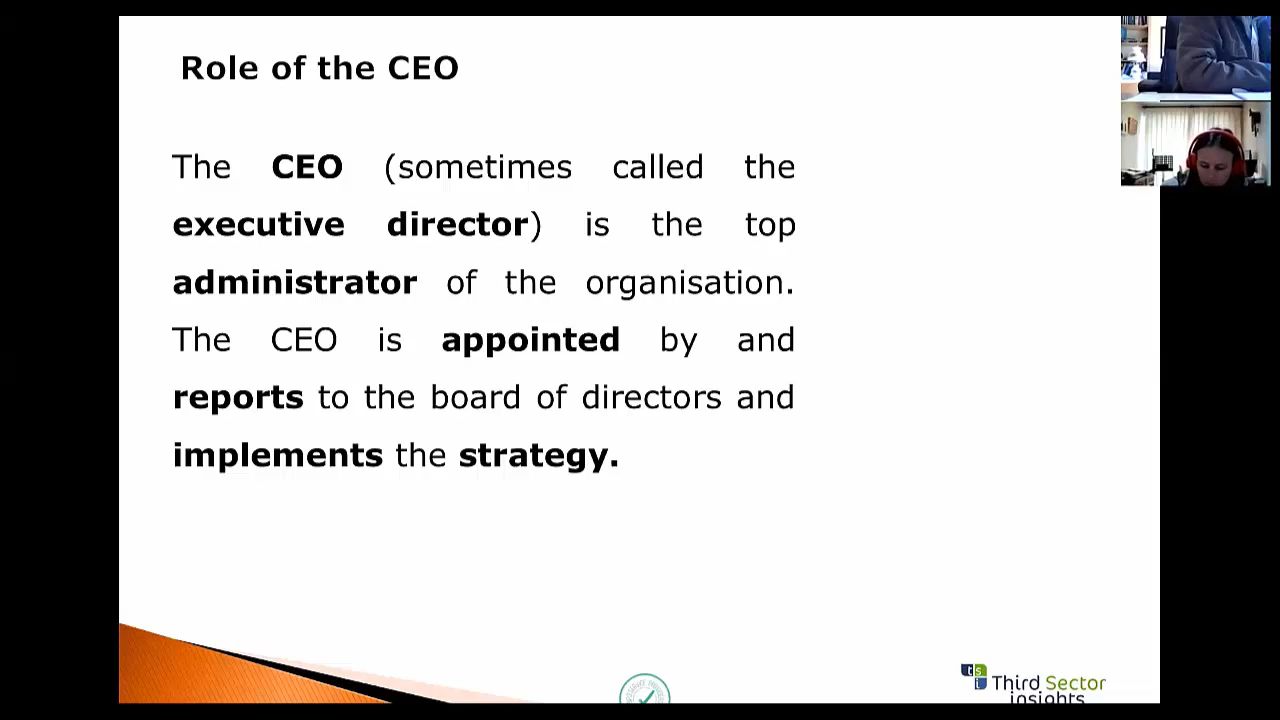 Role of the CEO
The CEO (sometimes called the
executive director) is the top
administrator of the organisation.
The CEO is appointed by and
reports to the board of directors and
implements the strategy.
tsi
Third Sector
insights